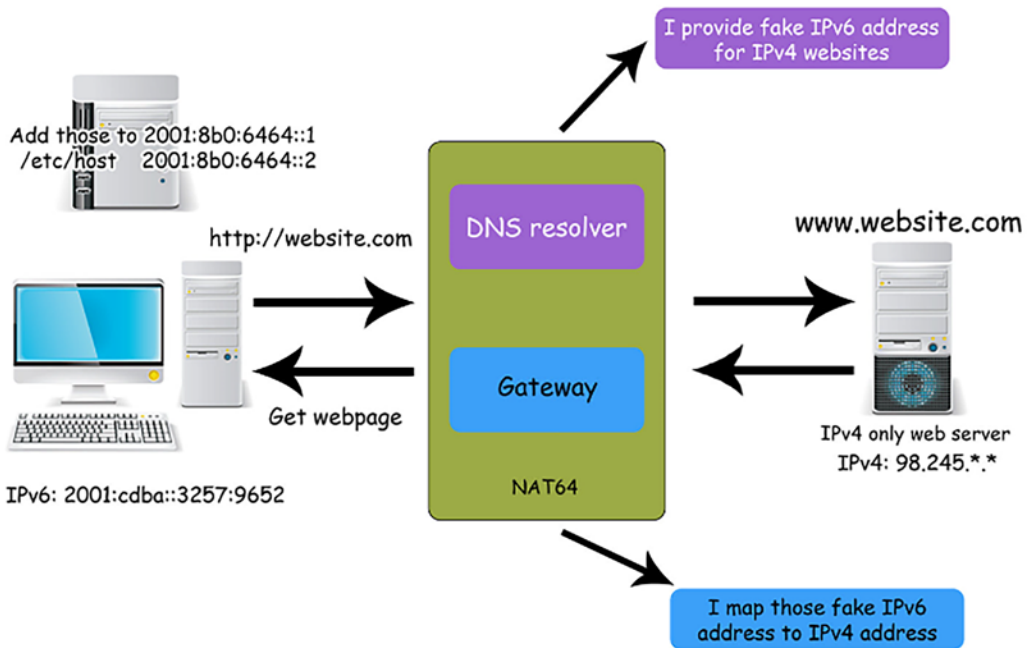 I provide fake IPv6 address
for IPv4 websites
Add those to 2001:8b0:6464::1
/etc/host 2001:8b0:6464::2
http://website.com
DNS resolver
www.website.com
Gateway
Get webpage
IPv4 only web server
IPv4: 98.245.*.*
IPv6: 2001:cdba::3257:9652
NAT64
I map those fake IPv6
address to IPv4 address